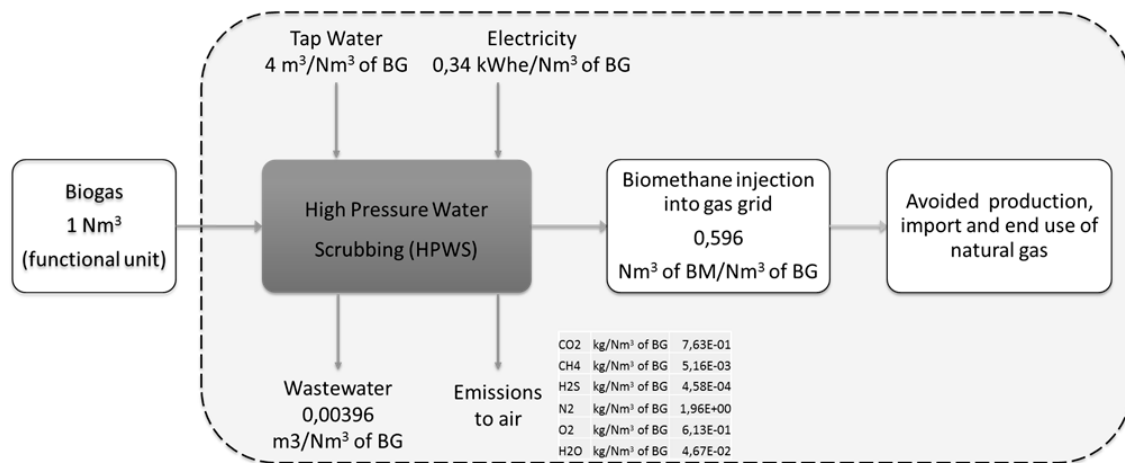 Tap Water
4 m³/Nm³ of BG
Electricity
0,34 kWhe/Nm³ of BG
Biogas
1 Nm³
(functional unit)
High Pressure Water
Scrubbing (HPWS)
Biomethane injection
into gas grid
0,596
Nm³ of BM/Nm³ of BG
Avoided production,
import and end use of
natural gas
Wastewater
0,00396
m3/Nm³ of BG
Emissions
to air
CO2 kg/Nm³ of BG 7,63E-01
CH4 kg/Nm³ of BG 5,16E-03
H2S kg/Nm³ of BG 4,58E-04
N2 kg/Nm³ of BG 1,96E+00
O2 kg/Nm³ of BG 6,13E-01
H2O kg/Nm³ of BG 4,67E-02